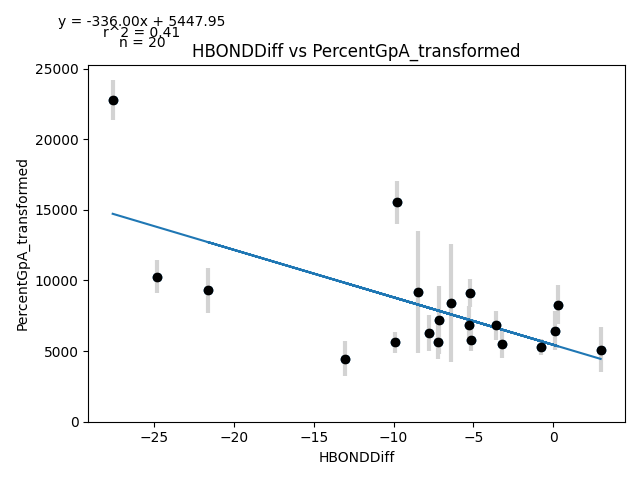 y = -336.00x + 5447.95
r^2 = 0.41
n = 20
HBONDDiff vs PercentGpA_transformed
PercentGpA_transformed
25000
20000
15000
10000
5000
0
−25 −20 −15 −10 −5 0
HBONDDiff